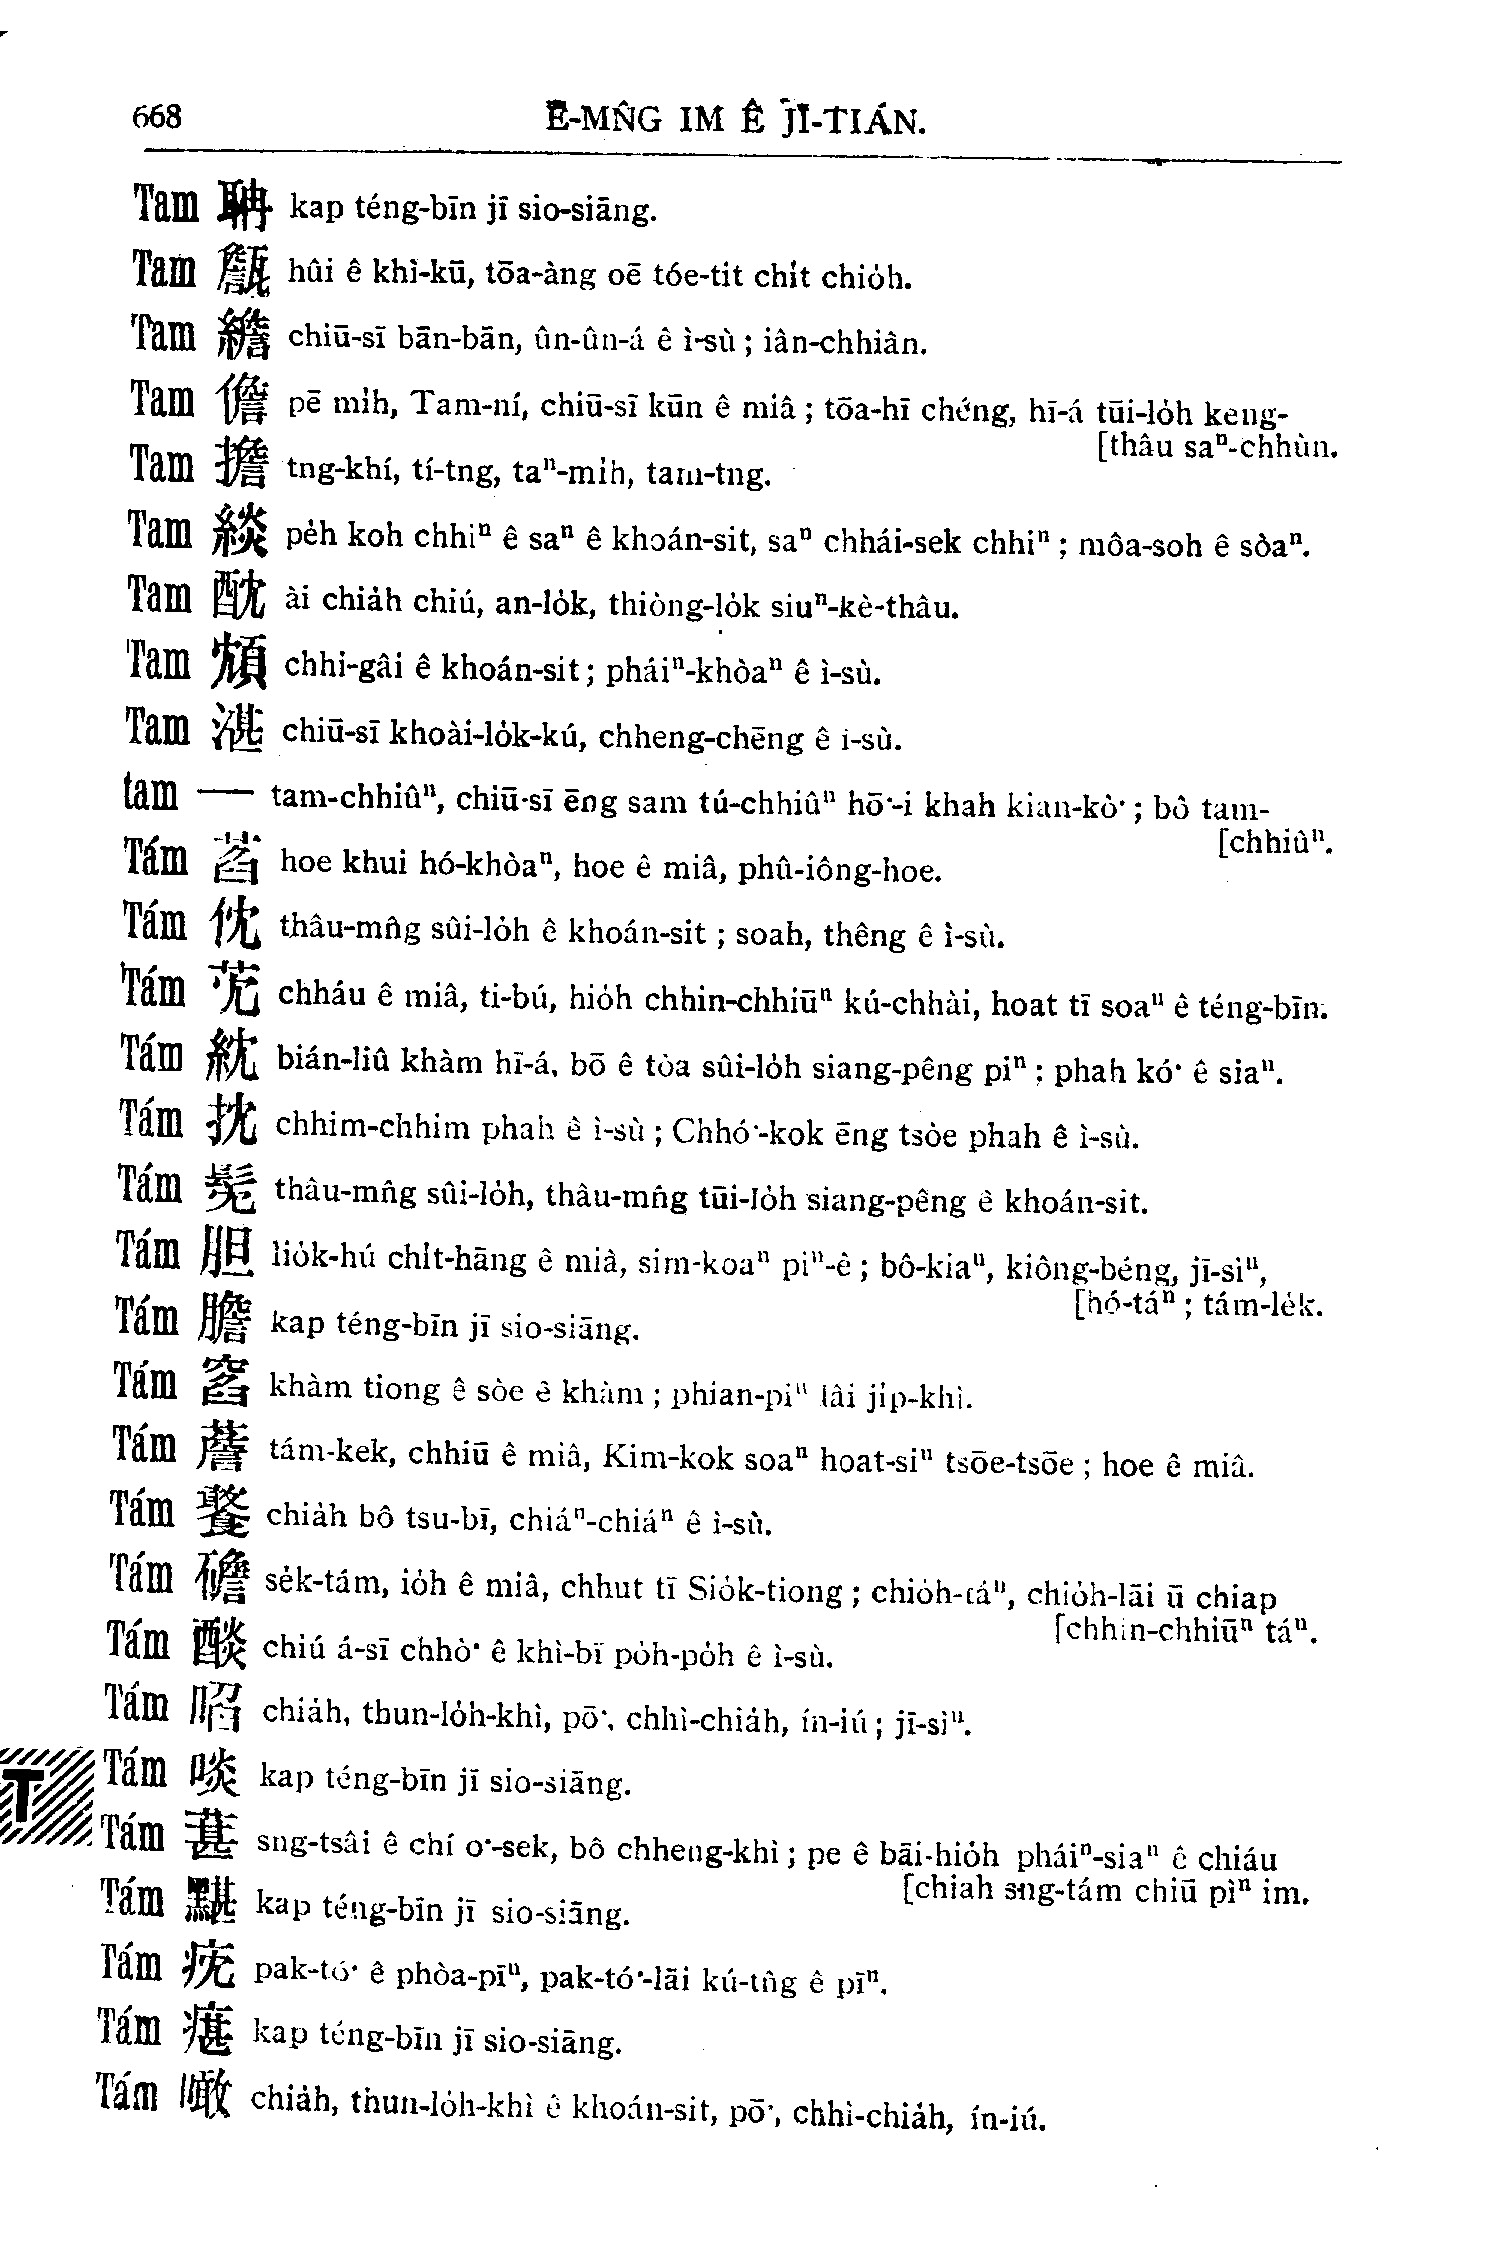 668 Ē-MN̂G IM Ê JĪ-TIÁN.
Tam 聃 kap téng-bīn jī sio-siāng.
Tam 甔 hûi ê khì-kū, tōa-àng oē tóe-tit chi̍t chio̍h.
Tam 繵 chiū-sī bān-bān, ûn-ûn-á ê ì-sù ; iân-chhiân.
Tam 儋 pē mi̍h, Tam-ní, chiū-sī kūn ê miâ ; tōa-hī chéng, hī-á tūi-lo̍h keng-
[thâu saⁿ-chhùn.
Tam 擔 tng-khí, tí-tng, taⁿ-mi̍h, tam-tng.
Tam 緂 pe̍h koh chhiⁿ ê saⁿ ê khoán-sit, saⁿ chhái-sek chhiⁿ ; môa-soh ê sòaⁿ.
Tam 酖 ài chia̍h chiú, an-lo̍k, thiòng-lo̍k siuⁿ-kè-thâu.
Tam 頪 chhi-gâi ê khoán-sit ; pháiⁿ-khòaⁿ ê ì-sù.
Tam 湛 chiū-sī khoài-lo̍k-kú, chheng-chēng ê ì-sù.
tam — tam-chhiûⁿ, chiū-sī ēng sam tú-chhiûⁿ hō͘-i khah kian-kò͘ ; bô tam-
[chhiûⁿ.
Tám 萏 hoe khui hó-khòaⁿ, hoe ê miâ, phû-iông-hoe.
Tám 㐽 thâu-mn̂g sûi-lo̍h ê khoán-sit ; soah, thêng ê ì-sù.
Tám 莐 chháu ê miâ, ti-bú, hio̍h chhin-chhiūⁿ kú-chhài, hoat tī soaⁿ ê téng-bīn.
Tám 紞 bián-liû khàm hī-á, bō ê tòa sûi-lo̍h siang-pêng piⁿ ; phah kó͘ ê siaⁿ.
Tám 抌 chhim-chhim phah ê ì-sù ; Chhó͘-kok ēng tsòe phah ê ì-sù.
Tám 髧 thâu-mn̂g sûi-lo̍h, thâu-mn̂g tūi-lo̍h siang-pêng ê khoán-sit.
Tám 胆 lio̍k-hú chi̍t-hāng ê miâ, sim-koaⁿ piⁿ-ê ; bô-kiaⁿ, kiông-béng, jī-sìⁿ,
[hó-táⁿ ; tám-le̍k.
Tám 膽 kap téng-bīn jī sio-siāng.
Tám 窞 khàm tiong ê sòe ê khàm ; phian-piⁿ lâi ji̍p-khì.
Tám 薝 tám-kek, chhiū ê miâ, Kim-kok soaⁿ hoat-siⁿ tsōe-tsōe ; hoe ê miâ.
Tám chia̍h bô tsu-bī, chiáⁿ-chiáⁿ ê ì-sù.
Tám 礛 se̍k-tám, io̍h ê miâ, chhut tī Sio̍k-tiong ; chio̍h-táⁿ, chio̍h-lāi ū chiap
[chhin-chhiūⁿ táⁿ.
Tám 醈 chiú á-sī chhò͘ ê khì-bī po̍h-po̍h ê ì-sù.
Tám 啗 chia̍h, thun-lo̍h-khì, pō͘, chhì-chia̍h, ín-iú ; jī-sìⁿ.
Tám 啖 kap téng-bīn jī sio-siāng.
T
Tám 葚 sng-tsâi ê chí o͘-sek, bô chheng-khì ; pe ê bāi-hio̍h pháiⁿ-siaⁿ ê chiáu
[chiah sng-tám chiū pìⁿ im.
Tám 黮 kap téng-bīn jī sio-siāng.
Tám pak-tó͘ ê phòa-pīⁿ, pak-tó͘-lāi kú-tn̂g ê pīⁿ.
Tám kap téng-bīn jī sio-siāng.
Tám 噉 chia̍h, thun-lo̍h-khì ê khoán-sit, pō͘, chhì-chia̍h, ín-iú.